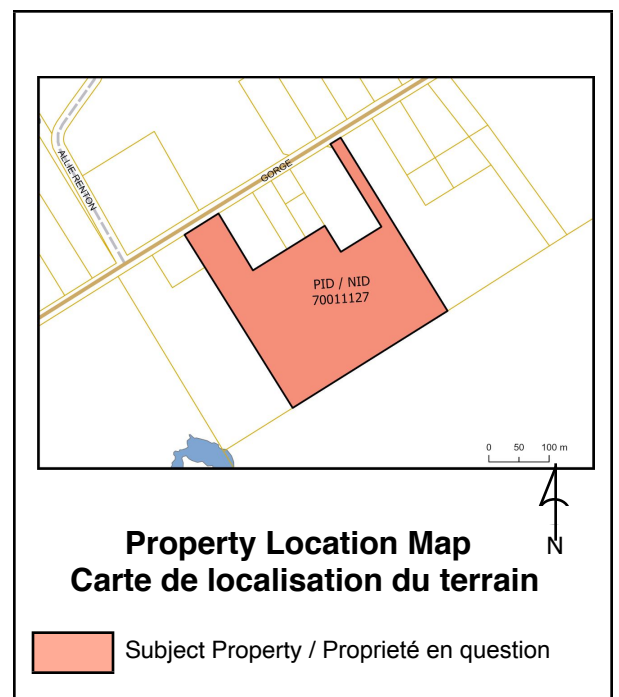 ALLIE RENTON
GORGE
PID / NID
70011127
0 50 100 m
N
Property Location Map
Carte de localisation du terrain
Subject Property / Proprieté en question